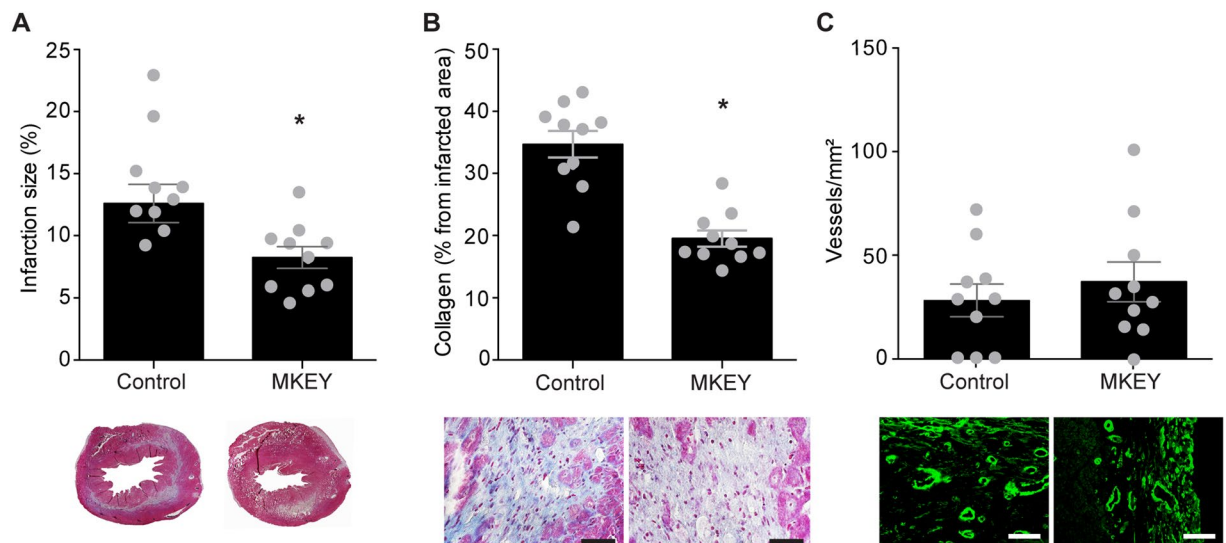 A
Infarction size (%)
25
20
15
10
5
0
*
Control
MKEY
B
Collagen (% from infarcted area)
50
40
30
20
10
0
*
Control
MKEY
C
Vessels/mm²
150
100
50
0
Control
MKEY